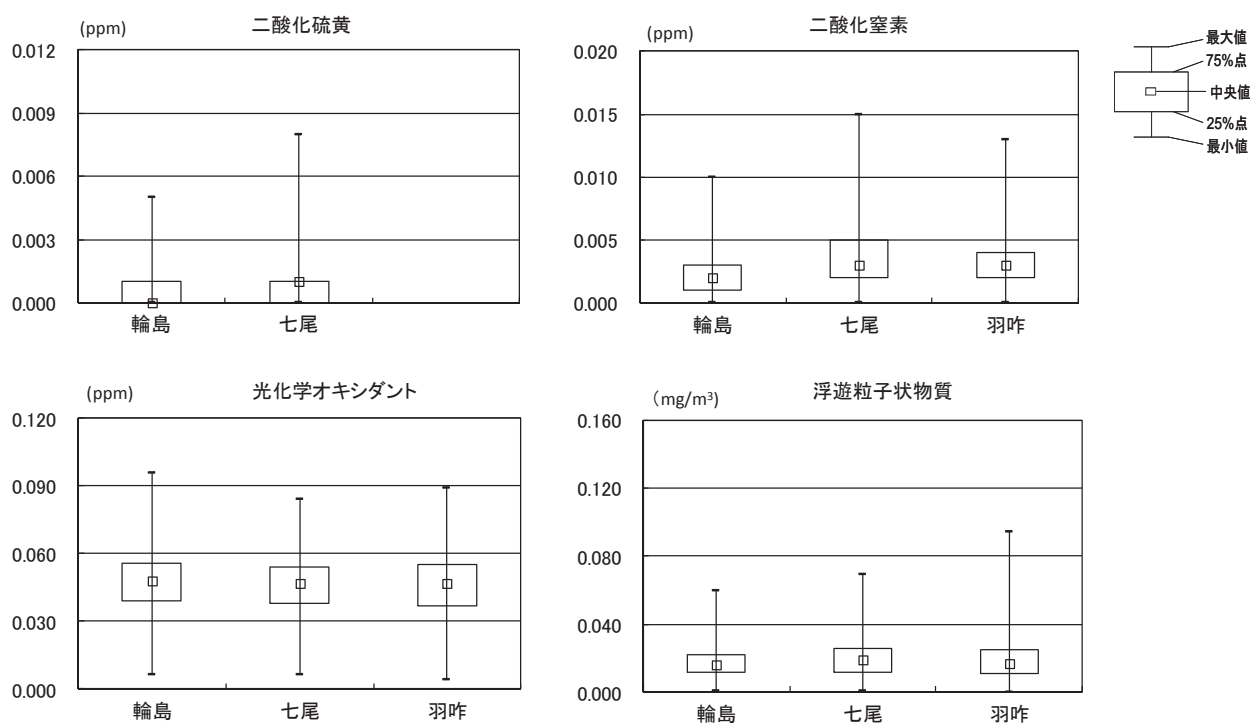 (ppm) 二酸化硫黄
0.012
0.009
0.006
0.003
0.000
輪島 七尾
(ppm) 二酸化窒素
0.020
0.015
0.010
0.005
0.000
輪島 七尾 羽咋
最大値
75%点
中央値
25%点
最小値
(ppm) 光化学オキシダント
0.120
0.090
0.060
0.030
0.000
輪島 七尾 羽咋
(mg/m³) 浮遊粒子状物質
0.160
0.120
0.080
0.040
0.000
輪島 七尾 羽咋